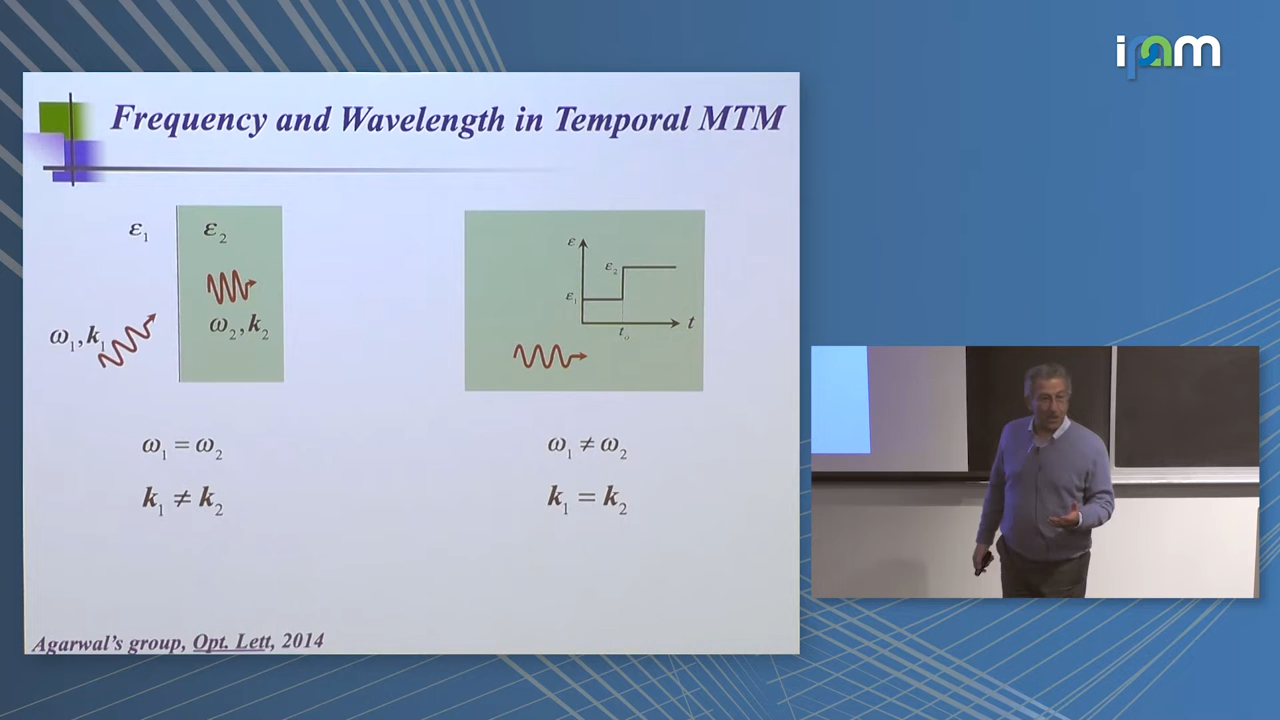 ipam
Frequency and Wavelength in Temporal MTM
ε₁
ε₂
ω₁,k₁
ω₂,k₂
ε
ε₂
ε₁
t
tₒ
ω₁ = ω₂
k₁ ≠ k₂
ω₁ ≠ ω₂
k₁ = k₂
Agarwal's group, Opt. Lett, 2014